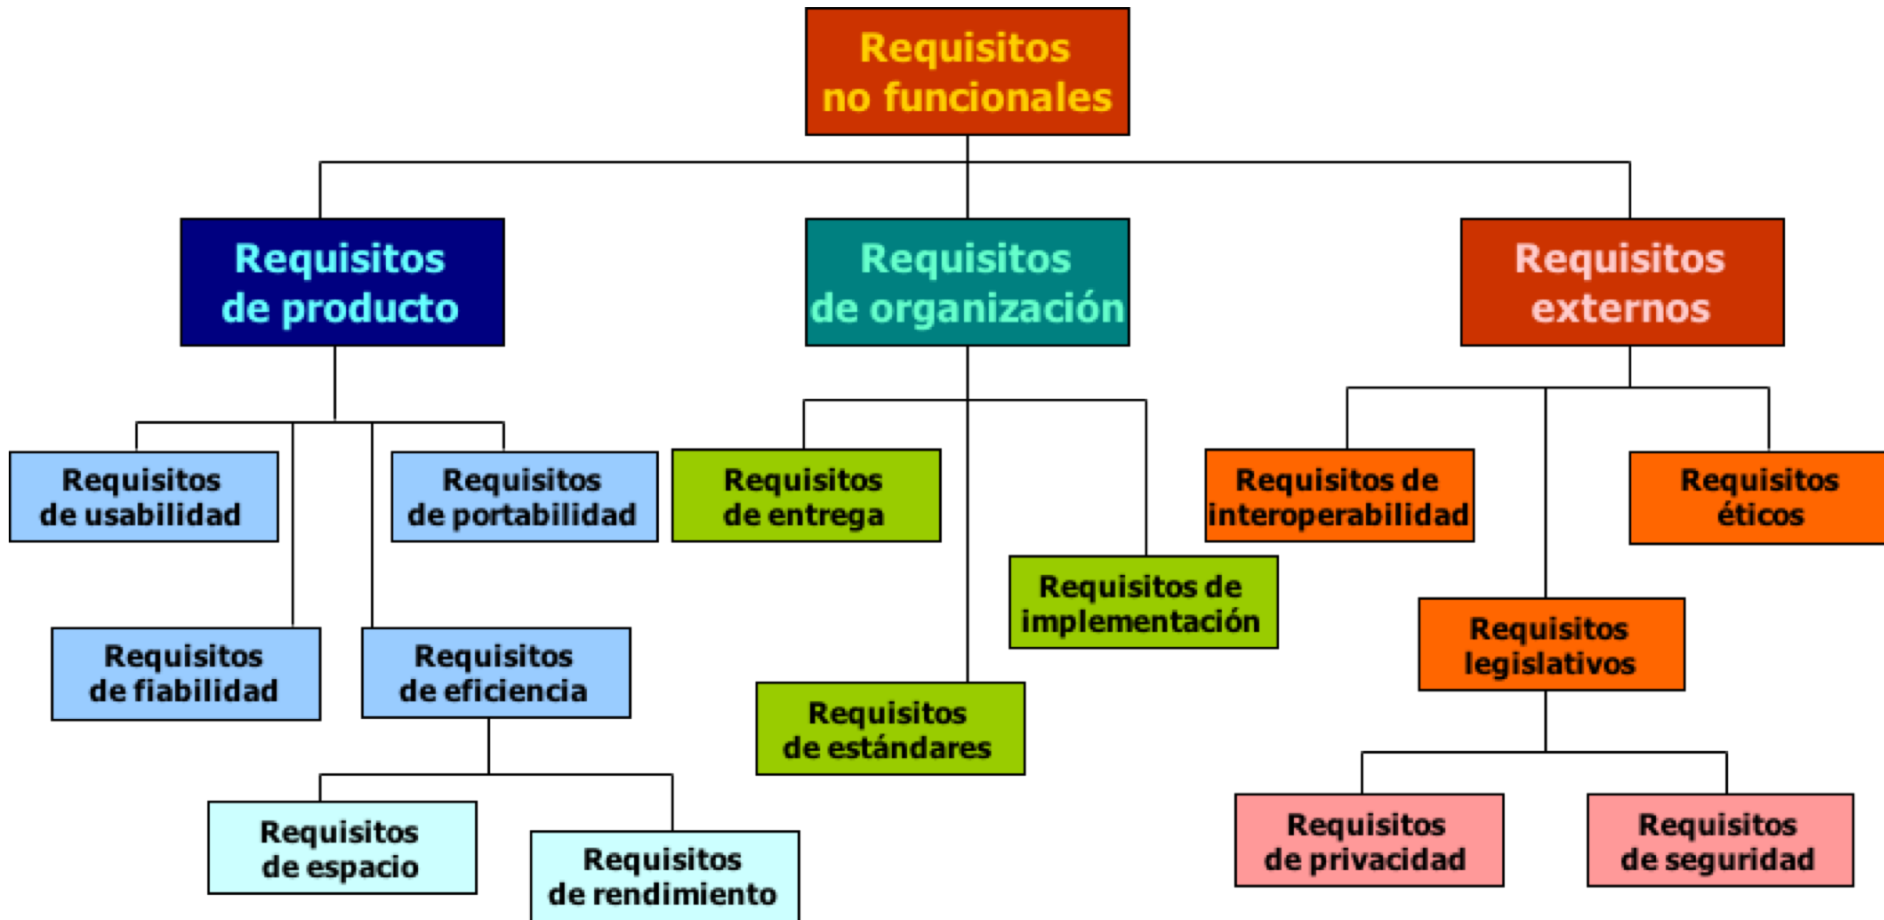 Requisitos
no funcionales
Requisitos
de producto
Requisitos
de organización
Requisitos
externos
Requisitos
de usabilidad
Requisitos
de portabilidad
Requisitos
de entrega
Requisitos de
interoperabilidad
Requisitos
éticos
Requisitos de
implementación
Requisitos
de fiabilidad
Requisitos
de eficiencia
Requisitos
legislativos
Requisitos
de estándares
Requisitos
de espacio
Requisitos
de rendimiento
Requisitos
de privacidad
Requisitos
de seguridad